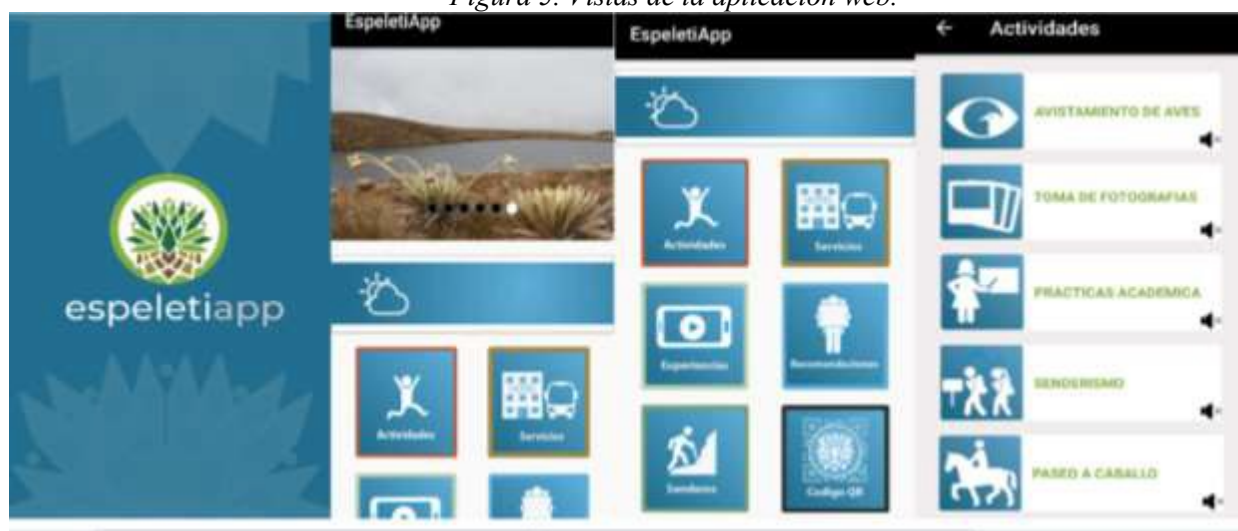 Figura 3. Vistas de la aplicación web.
espeletiapp
EspeletiApp
Actividades
Servicios
EspeletiApp
Actividades
Servicios
Experiencias
Recomendaciones
Senderos
Codigo QR
Actividades
AVISTAMIENTO DE AVES
TOMA DE FOTOGRAFIAS
PRACTICAS ACADEMICA
SENDERISMO
PASEO A CABALLO